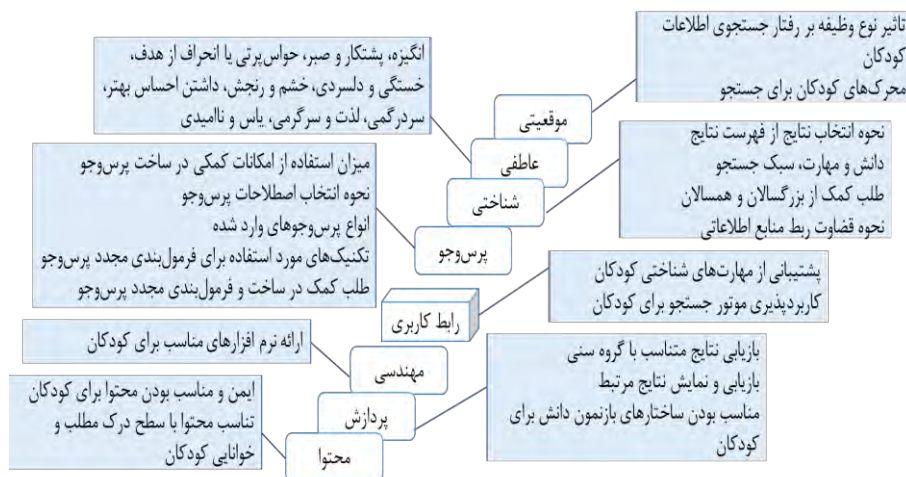 تاثیر نوع وظیفه بر رفتار جستجوی اطلاعات
کودکان
محرک‌های کودکان برای جستجو
موقعیتی
انگیزه، پشتکار و صبر، حواس‌پرتی یا انحراف از هدف،
خستگی و دلسردی، خشم و رنجش، داشتن احساس بهتر،
سردرگمی، لذت و سرگرمی، یاس و ناامیدی
عاطفی
نحوه انتخاب نتایج از فهرست نتایج
دانش و مهارت، سبک جستجو
طلب کمک از بزرگسالان و همسالان
نحوه قضاوت ربط منابع اطلاعاتی
شناختی
میزان استفاده از امکانات کمکی در ساخت پرس‌وجو
نحوه انتخاب اصطلاحات پرس‌وجو
انواع پرس‌وجوهای وارد شده
تکنیک‌های مورد استفاده برای فرمول‌بندی مجدد پرس‌وجو
طلب کمک در ساخت و فرمول‌بندی مجدد پرس‌وجو
پرس‌وجو
پشتیبانی از مهارت‌های شناختی کودکان
کاربردپذیری موتور جستجو برای کودکان
رابط کاربری
ارائه نرم افزارهای مناسب برای کودکان
مهندسی
بازیابی نتایج متناسب با گروه سنی
بازیابی و نمایش نتایج مرتبط
مناسب بودن ساختارهای بازنمون دانش برای
کودکان
پردازش
ایمن و مناسب بودن محتوا برای کودکان
تناسب محتوا با سطح درک مطلب و
خوانایی کودکان
محتوا